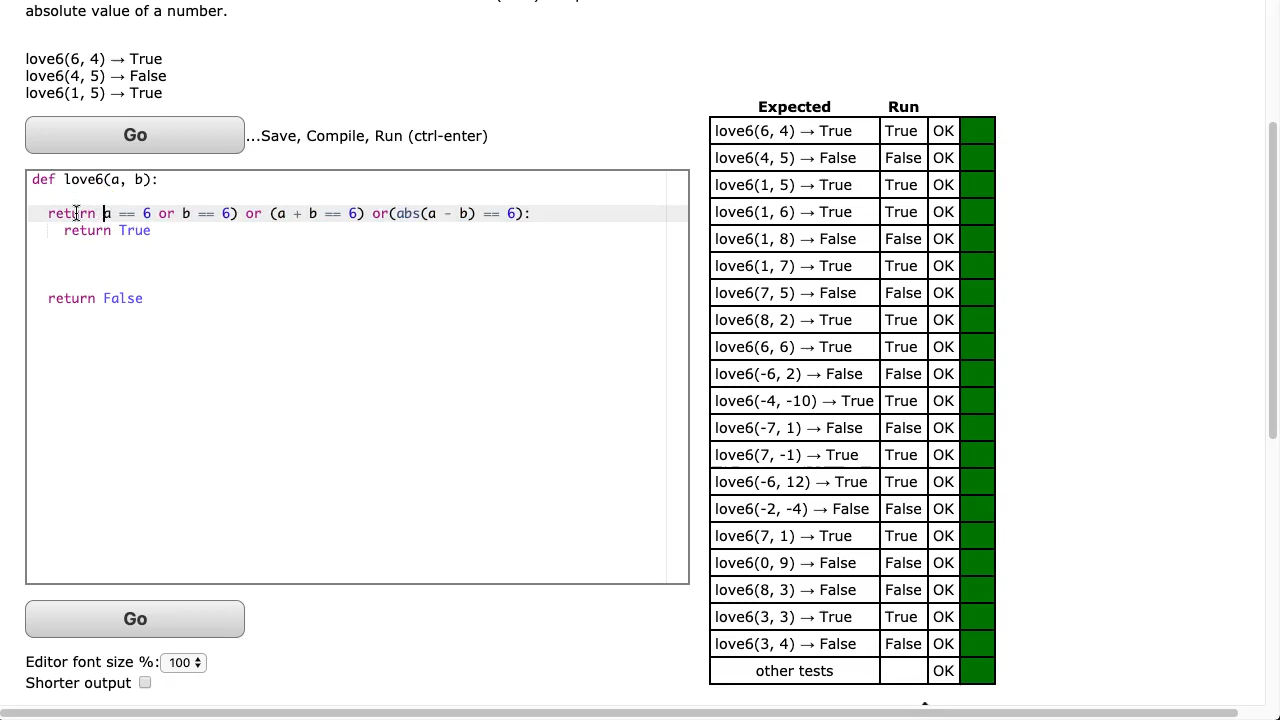 absolute value of a number.
love6(6, 4) → True
love6(4, 5) → False
love6(1, 5) → True
Go ...Save, Compile, Run (ctrl-enter)
def love6(a, b):
return a == 6 or b == 6) or (a + b == 6) or(abs(a - b) == 6):
return True
return False
Go
Editor font size %: 100
Shorter output
Expected Run
love6(6, 4) → True True OK
love6(4, 5) → False False OK
love6(1, 5) → True True OK
love6(1, 6) → True True OK
love6(1, 8) → False False OK
love6(1, 7) → True True OK
love6(7, 5) → False False OK
love6(8, 2) → True True OK
love6(6, 6) → True True OK
love6(-6, 2) → False False OK
love6(-4, -10) → True True OK
love6(-7, 1) → False False OK
love6(7, -1) → True True OK
love6(-6, 12) → True True OK
love6(-2, -4) → False False OK
love6(7, 1) → True True OK
love6(0, 9) → False False OK
love6(8, 3) → False False OK
love6(3, 3) → True True OK
love6(3, 4) → False False OK
other tests OK